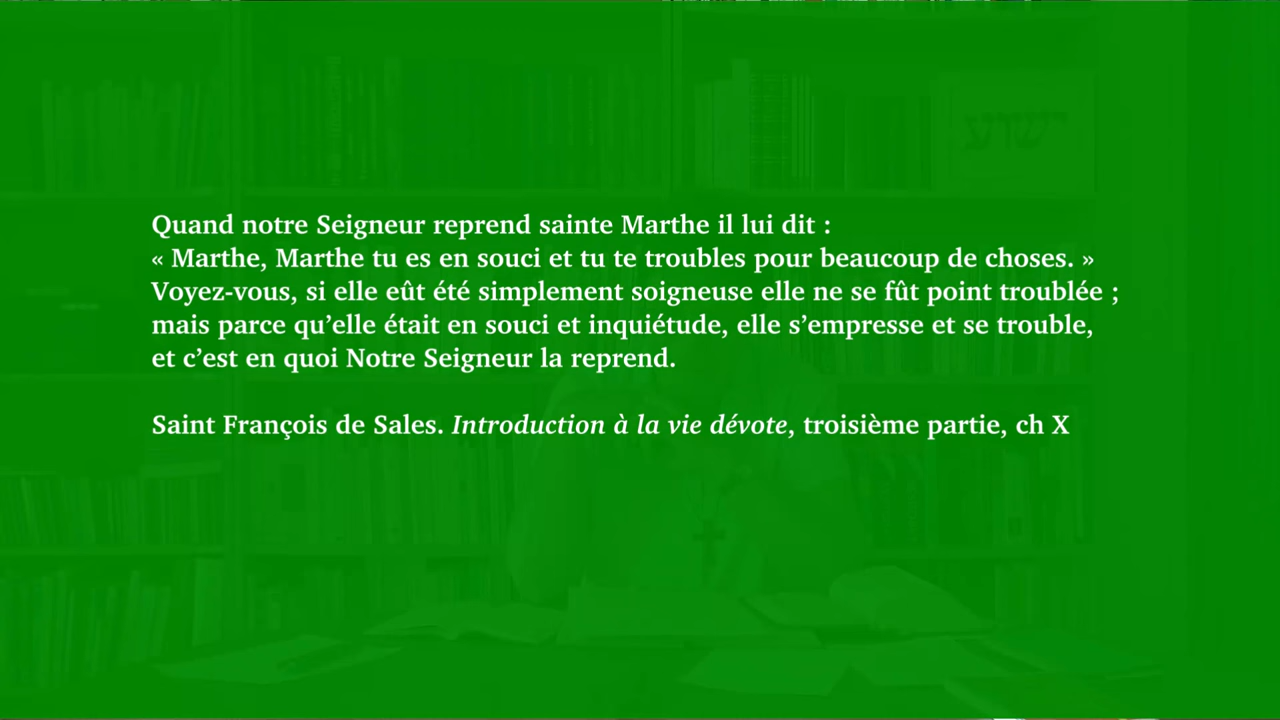 ישוע
Quand notre Seigneur reprend sainte Marthe il lui dit :
« Marthe, Marthe tu es en souci et tu te troubles pour beaucoup de choses. »
Voyez-vous, si elle eût été simplement soigneuse elle ne se fût point troublée ;
mais parce qu’elle était en souci et inquiétude, elle s’empresse et se trouble,
et c’est en quoi Notre Seigneur la reprend.
Saint François de Sales. Introduction à la vie dévote, troisième partie, ch X